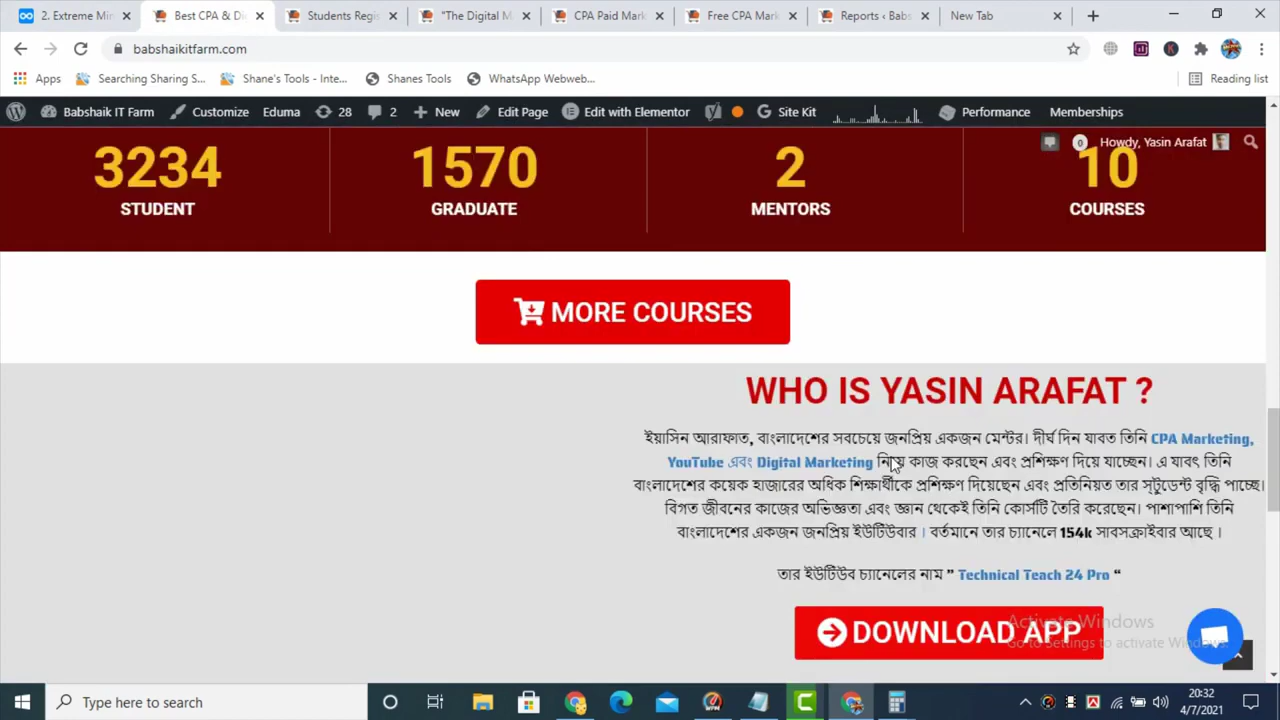 2. Extreme Min
Best CPA & Di
Students Regis
"The Digital M
CPA Paid Mark
Free CPA Mark
Reports ‹ Babs
New Tab
babshaikitfarm.com
Apps
Searching Sharing S...
Shane's Tools - Inte...
Shanes Tools
WhatsApp Webweb...
Reading list
Babshaik IT Farm
Customize
Eduma
28
2
New
Edit Page
Edit with Elementor
Site Kit
Performance
Memberships
0
Howdy, Yasin Arafat
3234
1570
2
10
STUDENT
GRADUATE
MENTORS
COURSES
MORE COURSES
WHO IS YASIN ARAFAT ?
ইয়াসিন আরাফাত, বাংলাদেশের সবচেয়ে জনপ্রিয় একজন মেন্টর। দীর্ঘ দিন যাবত তিনি CPA Marketing,
YouTube এবং Digital Marketing নিয়ে কাজ করছেন এবং প্রশিক্ষণ দিয়ে যাচ্ছেন। এ যাবৎ তিনি
বাংলাদেশের কয়েক হাজারের অধিক শিক্ষার্থীকে প্রশিক্ষণ দিয়েছেন এবং প্রতিনিয়ত তার স্টুডেন্ট বৃদ্ধি পাচ্ছে।
বিগত জীবনের কাজের অভিজ্ঞতা এবং জ্ঞান থেকেই তিনি কোর্সটি তৈরি করেছেন। পাশাপাশি তিনি
বাংলাদেশের একজন জনপ্রিয় ইউটিউবার । বর্তমানে তার চ্যানেলে 154k সাবসক্রাইবার আছে ।
তার ইউটিউব চ্যানেলের নাম " Technical Teach 24 Pro "
DOWNLOAD APP
Activate Windows
Go to Settings to activate Windows.
Type here to search
20:32
4/7/2021